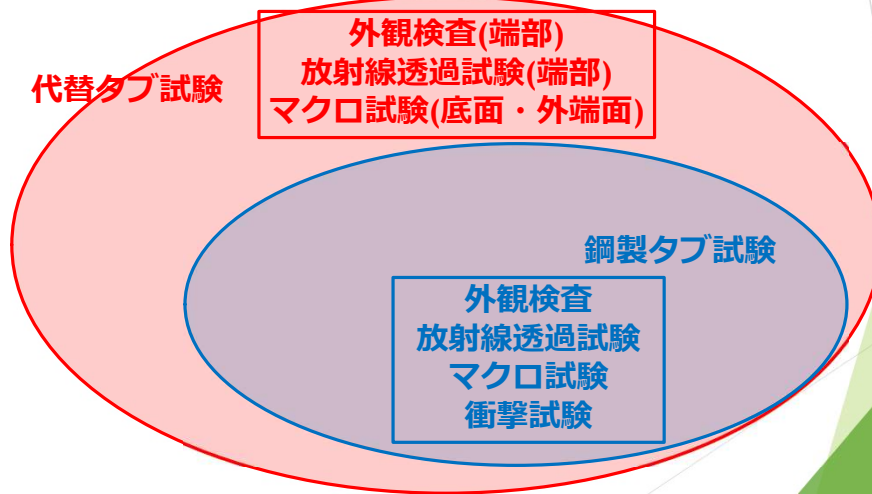 外観検査(端部)
放射線透過試験(端部)
マクロ試験(底面・外端面)
代替タブ試験
鋼製タブ試験
外観検査
放射線透過試験
マクロ試験
衝撃試験